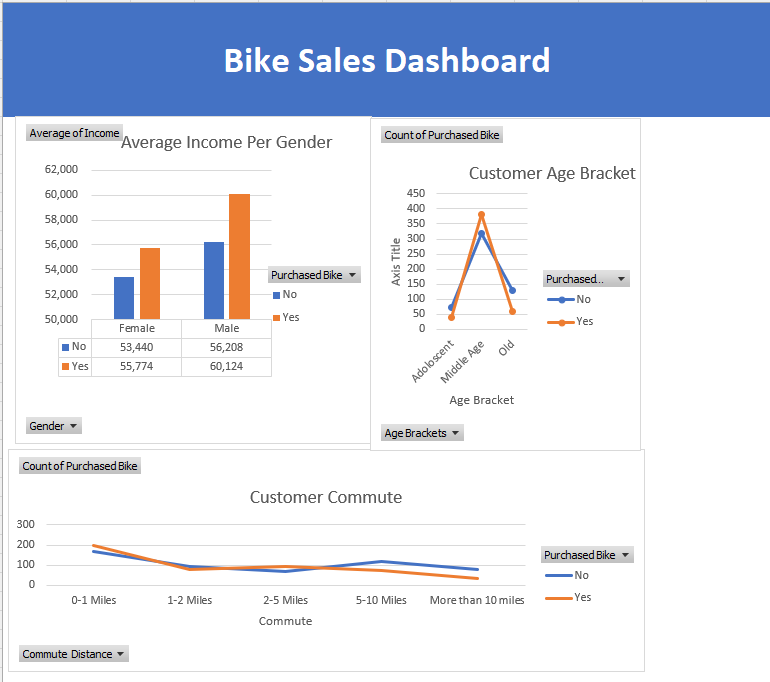 Bike Sales Dashboard
Average of Income
Average Income Per Gender
62,000
60,000
58,000
56,000
54,000
52,000
50,000
Female Male
No 53,440 56,208
Yes 55,774 60,124
Purchased Bike
No
Yes
Gender
Count of Purchased Bike
Customer Age Bracket
Axis Title
450
400
350
300
250
200
150
100
50
0
Adoloscent
Middle Age
Old
Age Bracket
Purchased...
No
Yes
Age Brackets
Count of Purchased Bike
Customer Commute
300
200
100
0
0-1 Miles 1-2 Miles 2-5 Miles 5-10 Miles More than 10 miles
Commute
Purchased Bike
No
Yes
Commute Distance